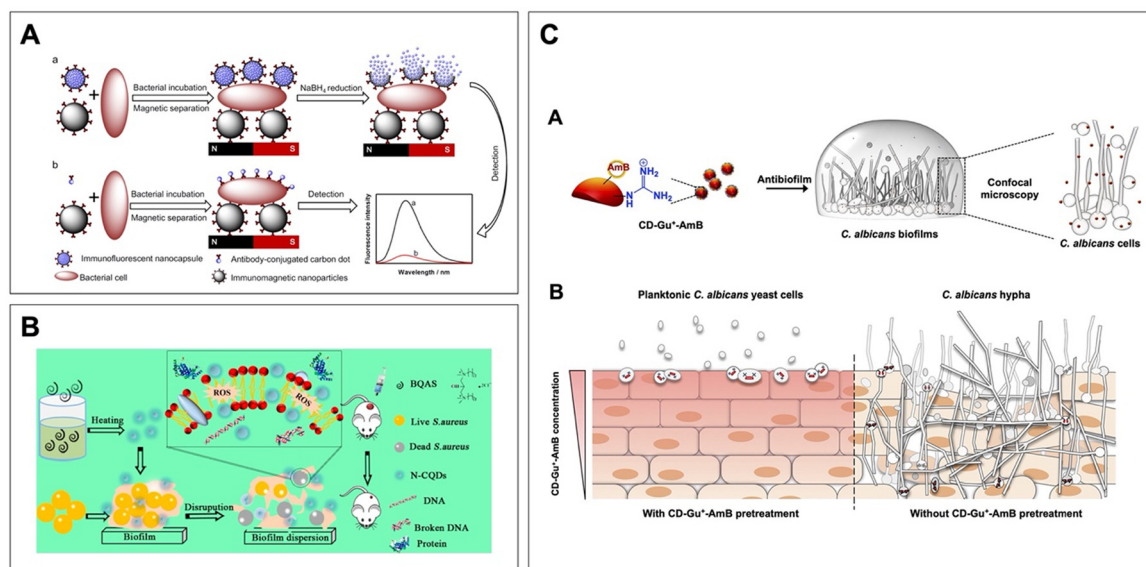 A
a
+
Bacterial incubation
Magnetic separation
NaBH4 reduction
N
S
N
S
Detection
b
+
Bacterial incubation
Magnetic separation
Detection
N
S
Fluorescence intensity
a
b
Wavelength / nm
Immunofluorescent nanocapsule
Antibody-conjugated carbon dot
Bacterial cell
Immunomagnetic nanoparticles
B
Heating
ROS
ROS
BQAS
Live S.aureus
Dead S.aureus
N-CQDs
DNA
Broken DNA
Protein
Disrupution
Biofilm
Biofilm dispersion
C
A
AmB
NH2
N
H
NH2
CD-Gu+-AmB
Antibiofilm
C. albicans biofilms
Confocal
microscopy
C. albicans cells
B
Planktonic C. albicans yeast cells
C. albicans hypha
CD-Gu+-AmB concentration
With CD-Gu+-AmB pretreatment
Without CD-Gu+-AmB pretreatment